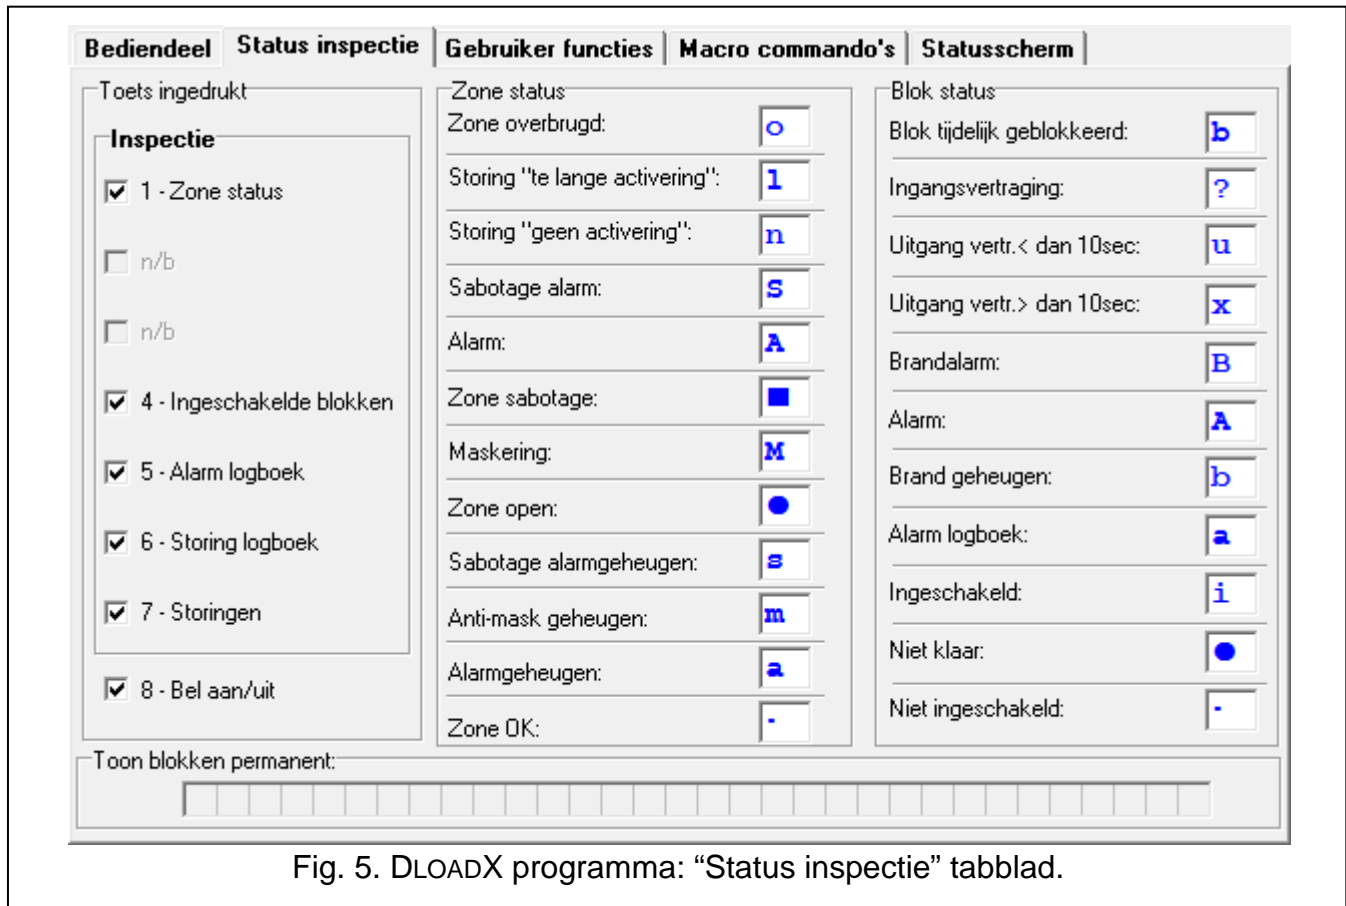 Bediendeel Status inspectie Gebruiker functies Macro commando's Statusscherm
Toets ingedrukt
Inspectie
1 - Zone status
n/b
n/b
4 - Ingeschakelde blokken
5 - Alarm logboek
6 - Storing logboek
7 - Storingen
8 - Bel aan/uit
Zone status
Zone overbrugd: o
Storing "te lange activering": l
Storing "geen activering": n
Sabotage alarm: S
Alarm: A
Zone sabotage: ■
Maskering: M
Zone open: ●
Sabotage alarmgeheugen: s
Anti-mask geheugen: m
Alarmgeheugen: a
Zone OK: ·
Blok status
Blok tijdelijk geblokkeerd: b
Ingangsvertraging: ?
Uitgang vertr.< dan 10sec: u
Uitgang vertr.> dan 10sec: x
Brandalarm: B
Alarm: A
Brand geheugen: b
Alarm logboek: a
Ingeschakeld: i
Niet klaar: ●
Niet ingeschakeld: ·
Toon blokken permanent:
Fig. 5. DLOADX programma: “Status inspectie” tabblad.